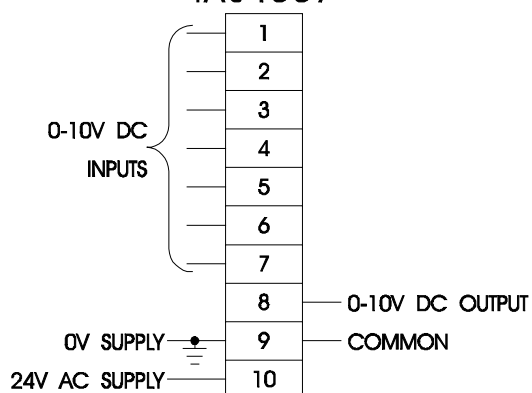 1
2
3
0-10V DC
4
INPUTS
5
6
7
8 0-10V DC OUTPUT
0V SUPPLY 9 COMMON
24V AC SUPPLY 10